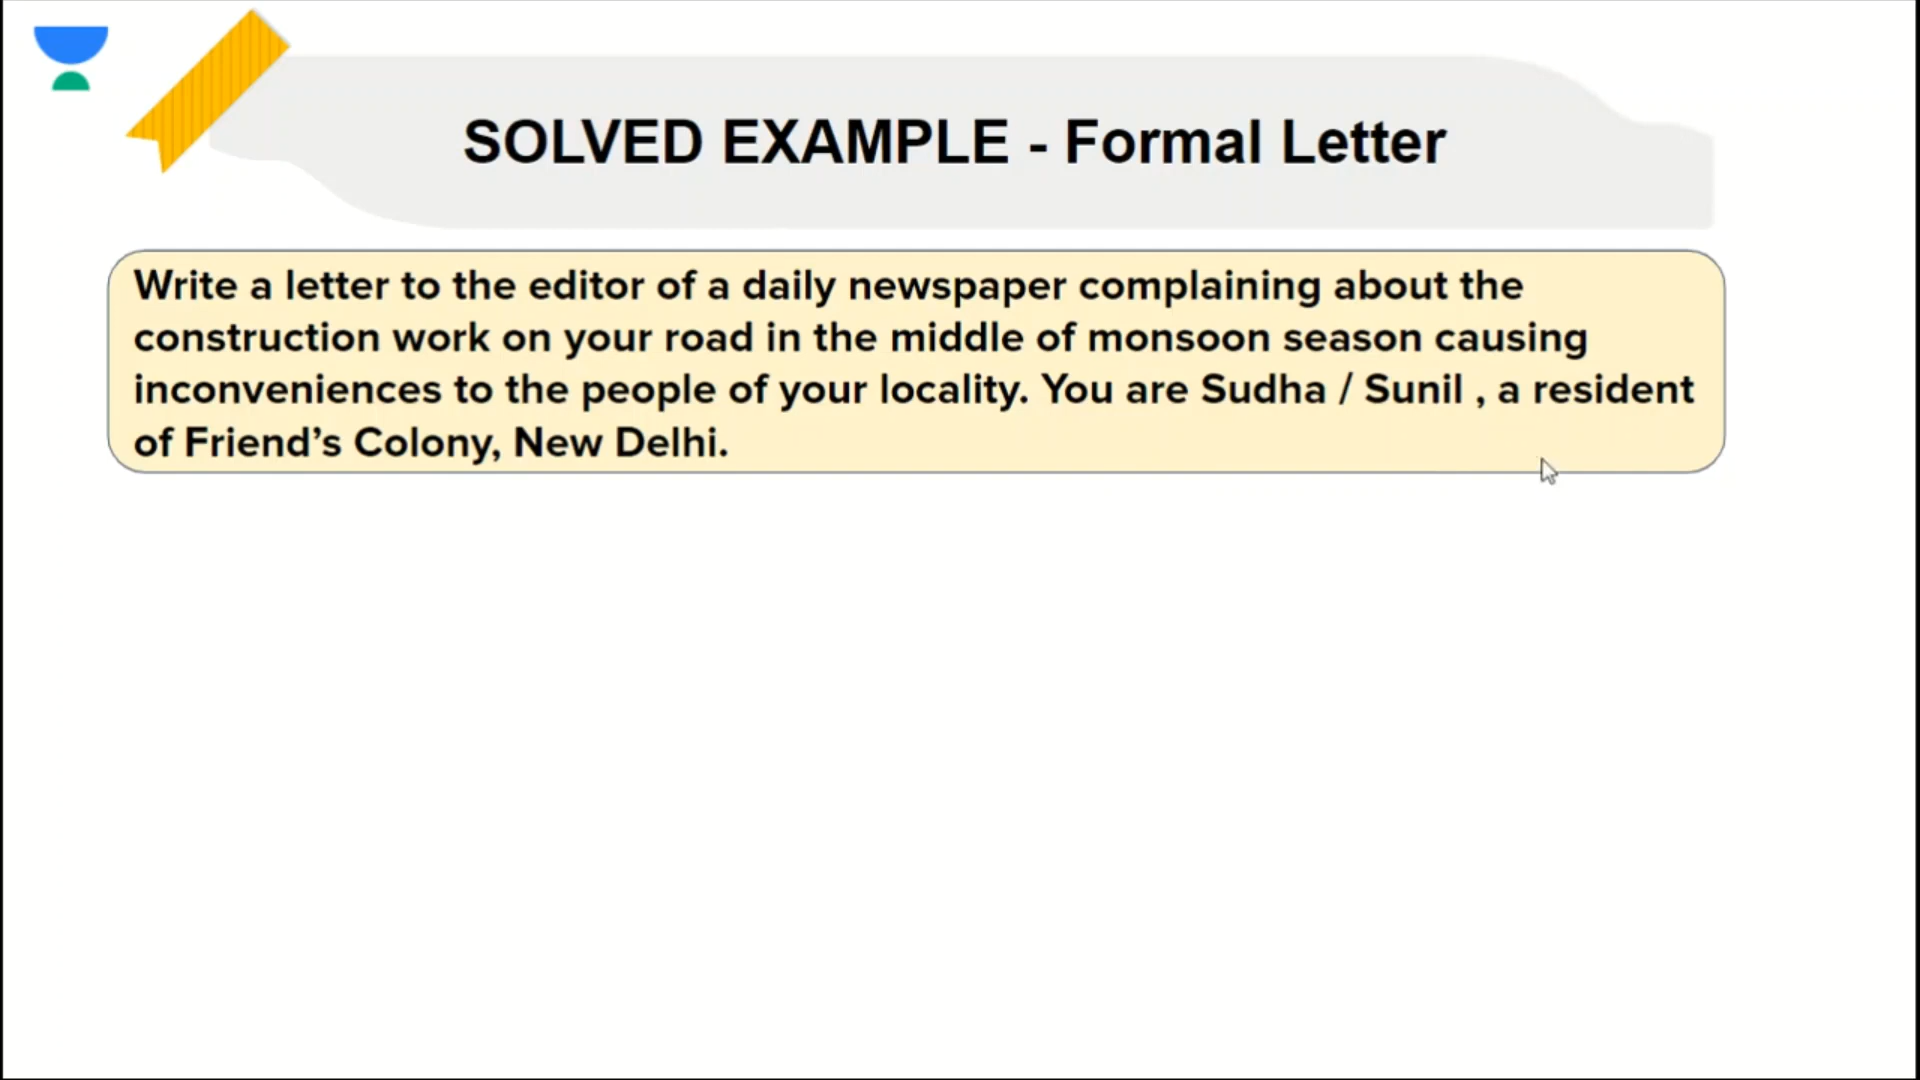 SOLVED EXAMPLE - Formal Letter
Write a letter to the editor of a daily newspaper complaining about the
construction work on your road in the middle of monsoon season causing
inconveniences to the people of your locality. You are Sudha / Sunil , a resident
of Friend’s Colony, New Delhi.